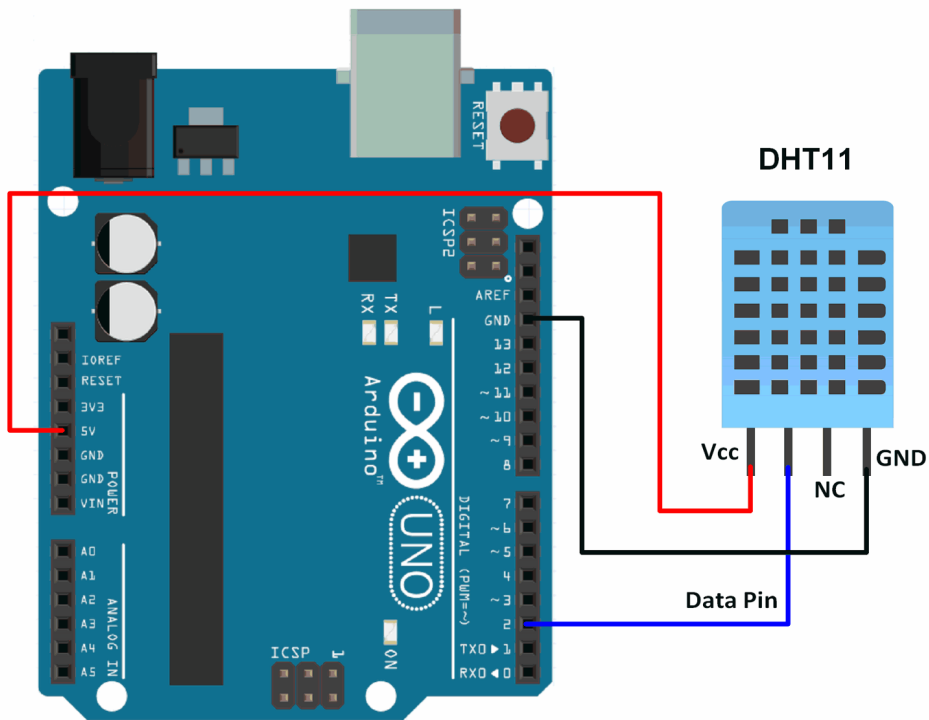 RESET
DHT11
ICSP2
AREF
GND
13
12
~11
~10
~9
8
RX
TX
L
IOREF
RESET
3V3
5V
GND
GND
VIN
POWER
Arduino™
UNO
7
~6
~5
4
~3
2
TX0▶1
RX0◀0
DIGITAL (PWM=~)
A0
A1
A2
A3
A4
A5
ANALOG IN
ICSP
1
ON
Vcc
NC
GND
Data Pin